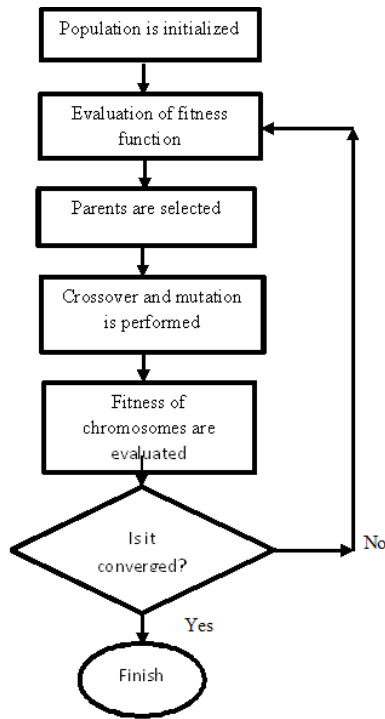 Population is initialized
Evaluation of fitness
function
Parents are selected
Crossover and mutation
is performed
Fitness of
chromosomes are
evaluated
Is it
converged?
No
Yes
Finish